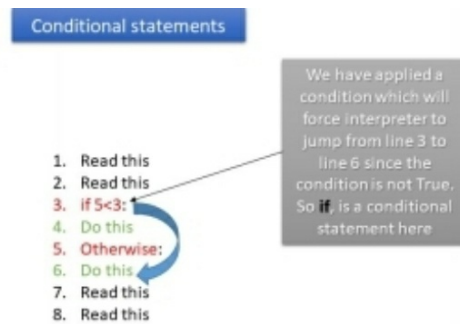 Conditional statements
We have applied a
condition which will
force interpreter to
jump from line 3 to
line 6 since the
condition is not True.
So if, is a conditional
statement here
1. Read this
2. Read this
3. if 5<3:
4. Do this
5. Otherwise:
6. Do this
7. Read this
8. Read this